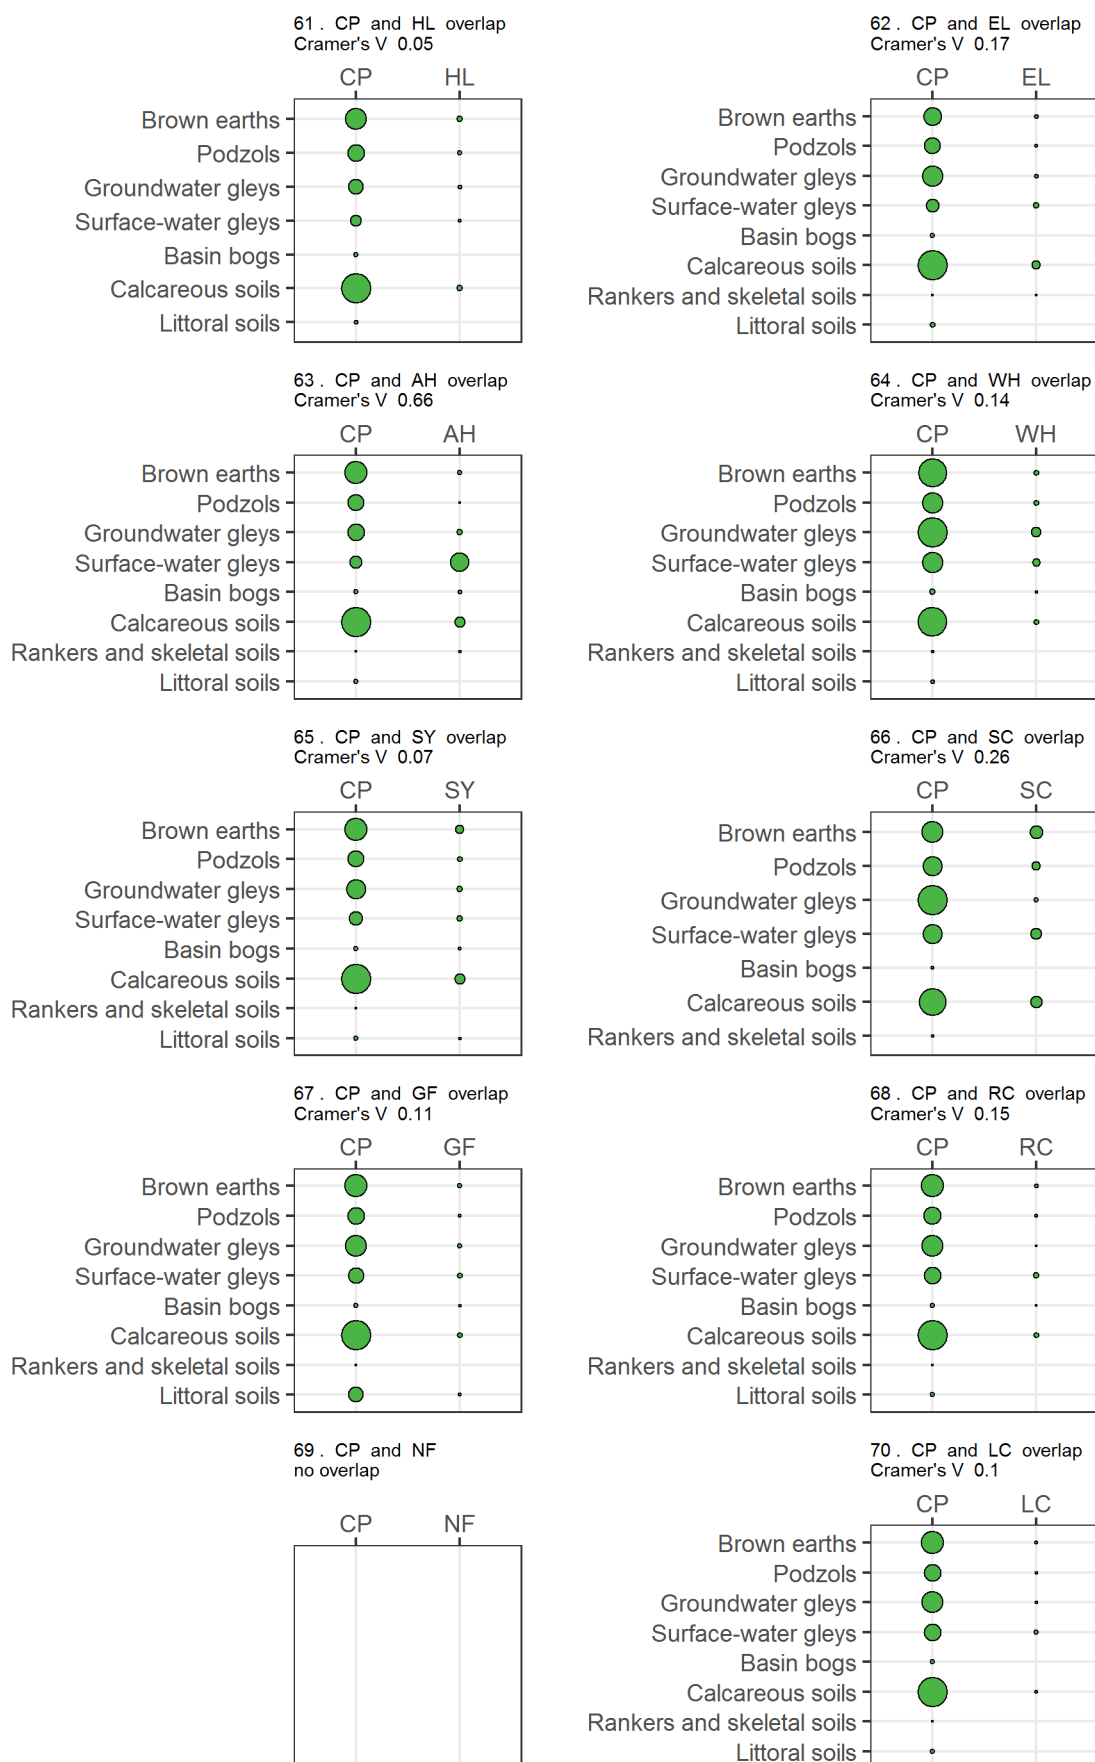 61 . CP and HL overlap
Cramer's V 0.05
CP HL
Brown earths
Podzols
Groundwater gleys
Surface-water gleys
Basin bogs
Calcareous soils
Littoral soils
62 . CP and EL overlap
Cramer's V 0.17
CP EL
Brown earths
Podzols
Groundwater gleys
Surface-water gleys
Basin bogs
Calcareous soils
Rankers and skeletal soils
Littoral soils
63 . CP and AH overlap
Cramer's V 0.66
CP AH
Brown earths
Podzols
Groundwater gleys
Surface-water gleys
Basin bogs
Calcareous soils
Rankers and skeletal soils
Littoral soils
64 . CP and WH overlap
Cramer's V 0.14
CP WH
Brown earths
Podzols
Groundwater gleys
Surface-water gleys
Basin bogs
Calcareous soils
Rankers and skeletal soils
Littoral soils
65 . CP and SY overlap
Cramer's V 0.07
CP SY
Brown earths
Podzols
Groundwater gleys
Surface-water gleys
Basin bogs
Calcareous soils
Rankers and skeletal soils
Littoral soils
66 . CP and SC overlap
Cramer's V 0.26
CP SC
Brown earths
Podzols
Groundwater gleys
Surface-water gleys
Basin bogs
Calcareous soils
Rankers and skeletal soils
67 . CP and GF overlap
Cramer's V 0.11
CP GF
Brown earths
Podzols
Groundwater gleys
Surface-water gleys
Basin bogs
Calcareous soils
Rankers and skeletal soils
Littoral soils
68 . CP and RC overlap
Cramer's V 0.15
CP RC
Brown earths
Podzols
Groundwater gleys
Surface-water gleys
Basin bogs
Calcareous soils
Rankers and skeletal soils
Littoral soils
69 . CP and NF
no overlap
CP NF
70 . CP and LC overlap
Cramer's V 0.1
CP LC
Brown earths
Podzols
Groundwater gleys
Surface-water gleys
Basin bogs
Calcareous soils
Rankers and skeletal soils
Littoral soils